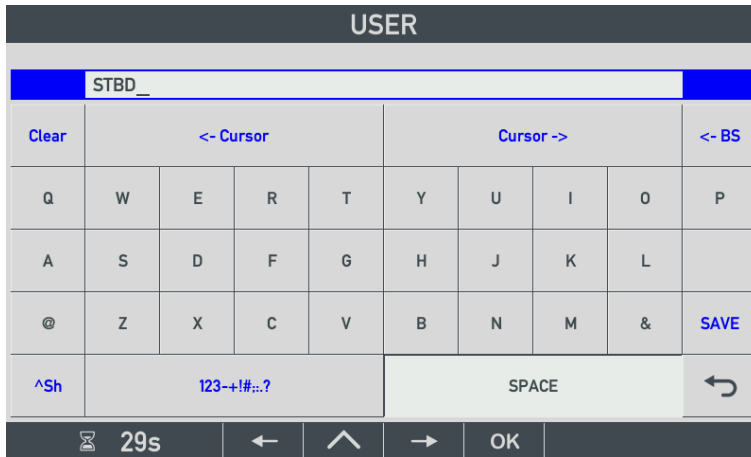 USER
STBD_
Clear <- Cursor Cursor -> <- BS
Q W E R T Y U I O P
A S D F G H J K L
@ Z X C V B N M & SAVE
^Sh 123-+!#;:.? SPACE
29s ← → OK